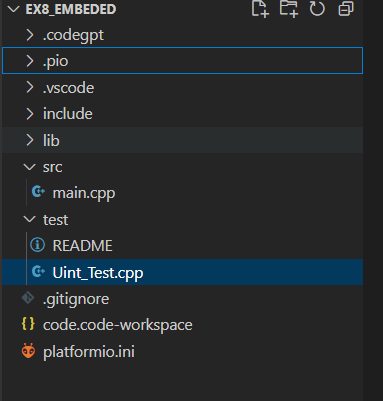 EX8_EMBEDED
.codegpt
.pio
.vscode
include
lib
src
main.cpp
test
README
Uint_Test.cpp
.gitignore
code.code-workspace
platformio.ini